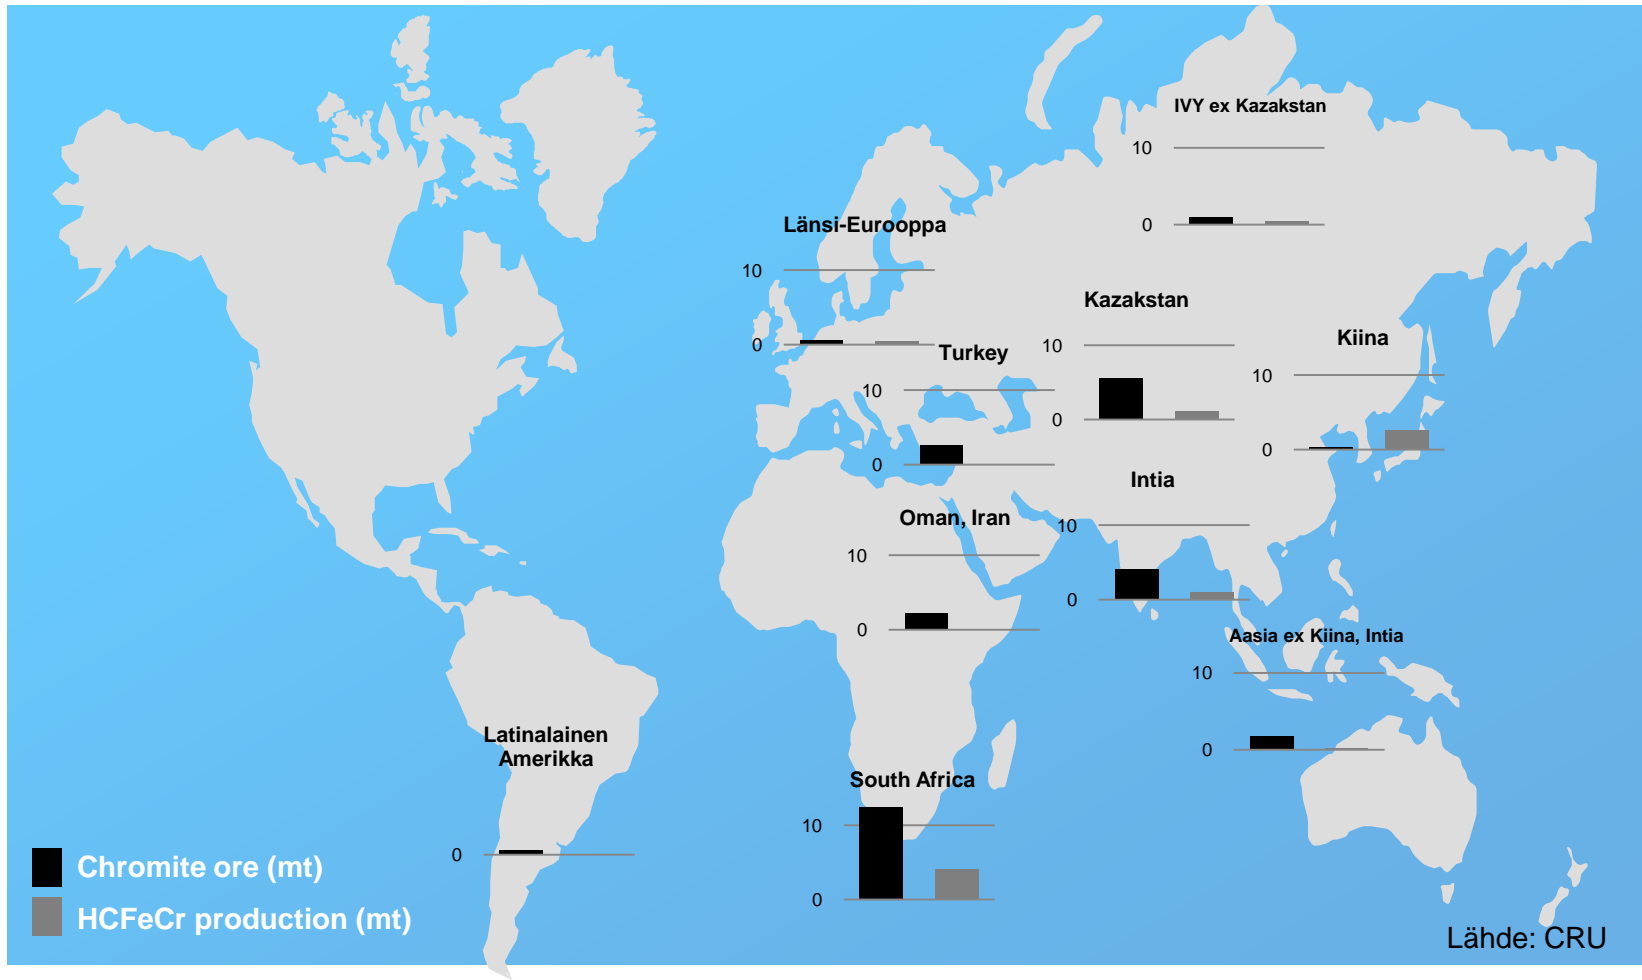 IVY ex Kazakstan
10
0
Länsi-Eurooppa
10
0
Kazakstan
10
0
Kiina
10
0
Turkey
10
0
Intia
10
0
Oman, Iran
10
0
Aasia ex Kiina, Intia
10
0
Latinalainen
Amerikka
0
South Africa
10
0
Chromite ore (mt)
HCFeCr production (mt)
Lähde: CRU